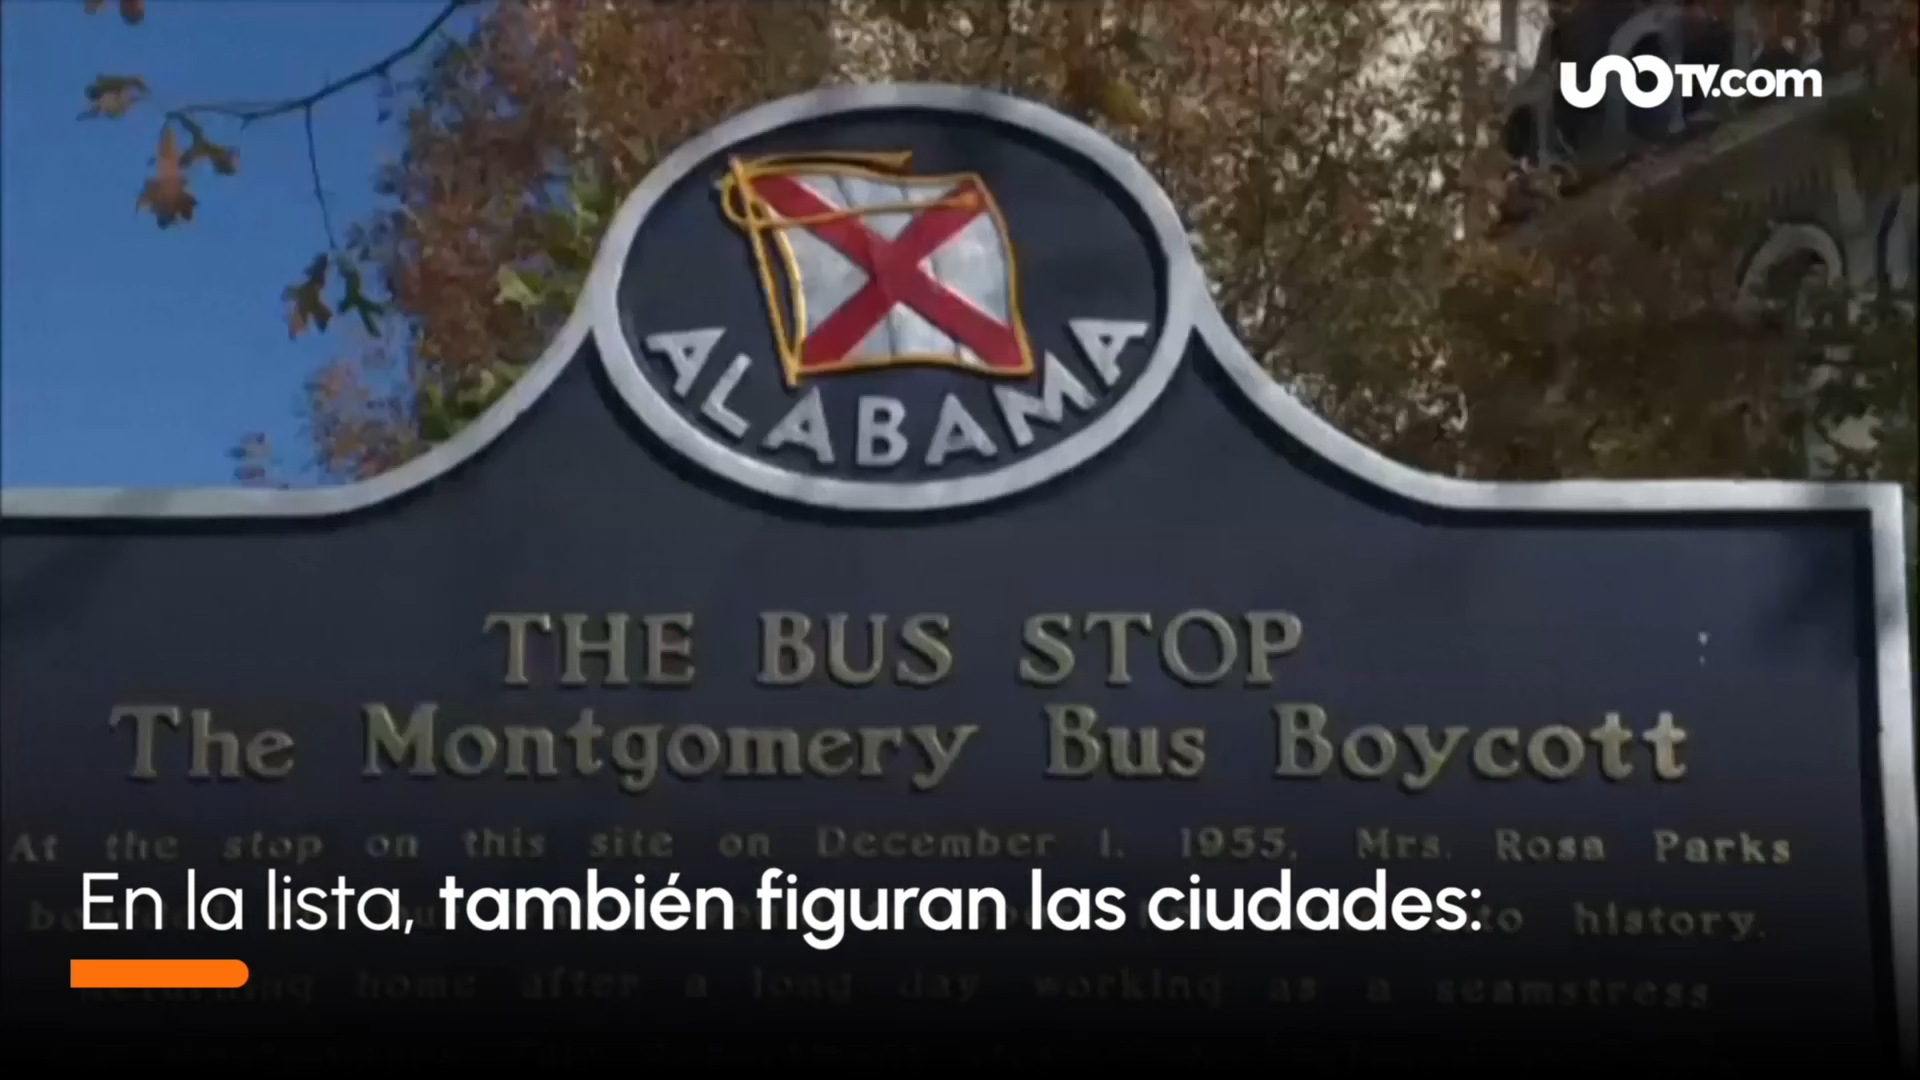 UNOTV.com
ALABAMA
THE BUS STOP
The Montgomery Bus Boycott
At the stop on this site on December 1, 1955, Mrs. Rosa Parks
to history.
En la lista, también figuran las ciudades:
Returning home after a long day working as a seamstress